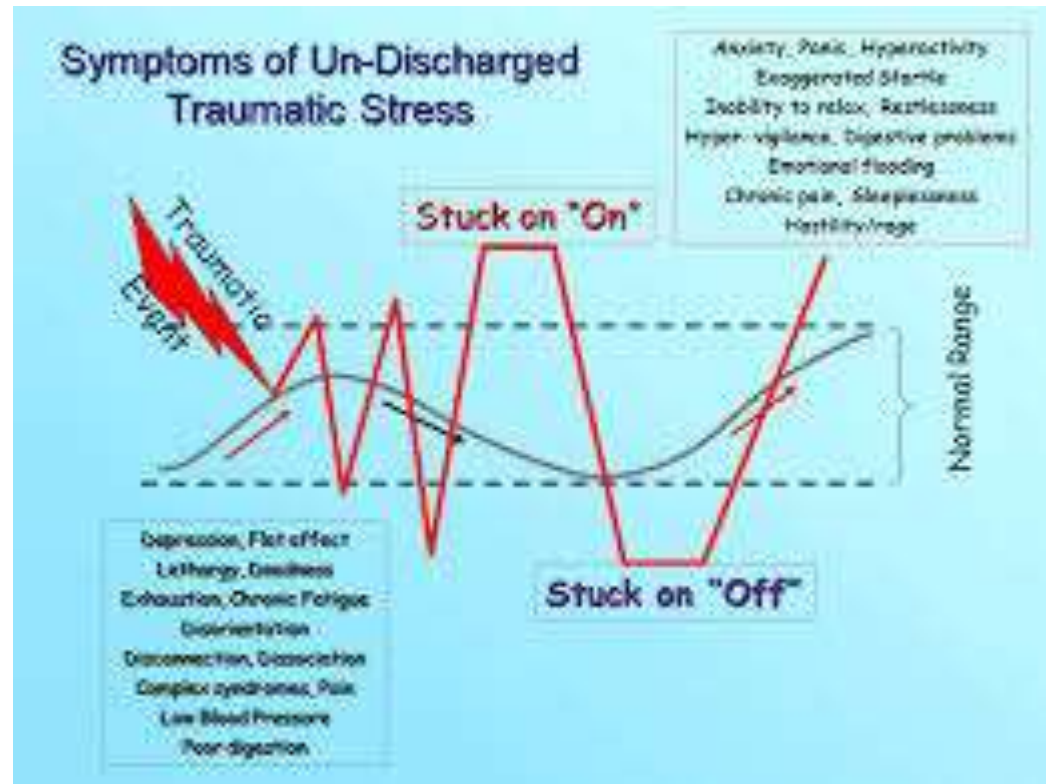 Symptoms of Un-Discharged
Traumatic Stress
Anxiety, Panic, Hyperactivity
Exaggerated Startle
Inability to relax, Restlessness
Hyper-vigilance, Digestive problems
Emotional flooding
Chronic pain, Sleeplessness
Hostility/rage
Stuck on "On"
Traumatic
Event
Normal Range
Stuck on "Off"
Depression, Flat affect
Lethargy, Deadness
Exhaustion, Chronic Fatigue
Disorientation
Disconnection, Dissociation
Complex syndromes, Pain
Low Blood Pressure
Poor digestion